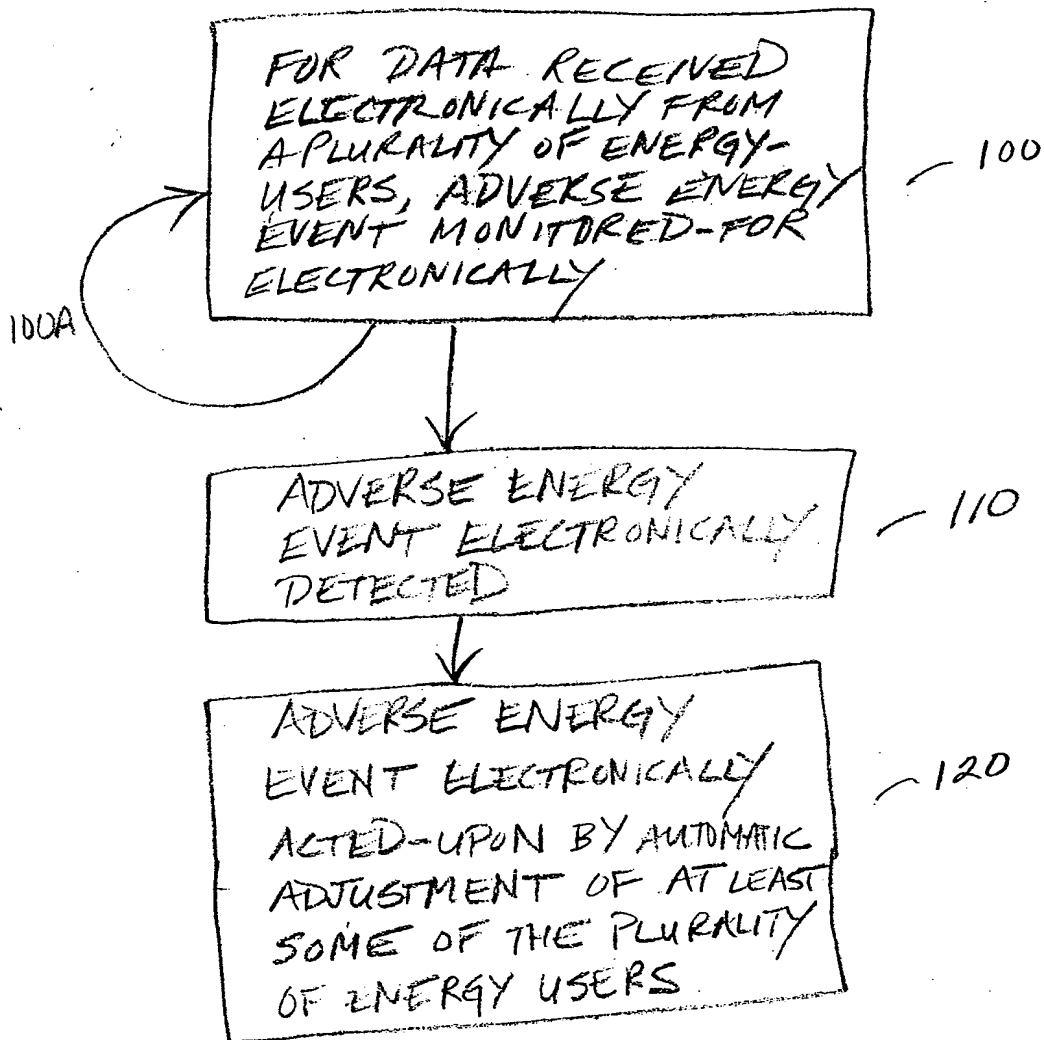 FOR DATA RECEIVED
ELECTRONICALLY FROM
A PLURALITY OF ENERGY-
USERS, ADVERSE ENERGY
EVENT MONITORED-FOR
ELECTRONICALLY
100
100A
ADVERSE ENERGY
EVENT ELECTRONICALLY
DETECTED
110
ADVERSE ENERGY
EVENT ELECTRONICALLY
ACTED-UPON BY AUTOMATIC
ADJUSTMENT OF AT LEAST
SOME OF THE PLURALITY
OF ENERGY USERS
120